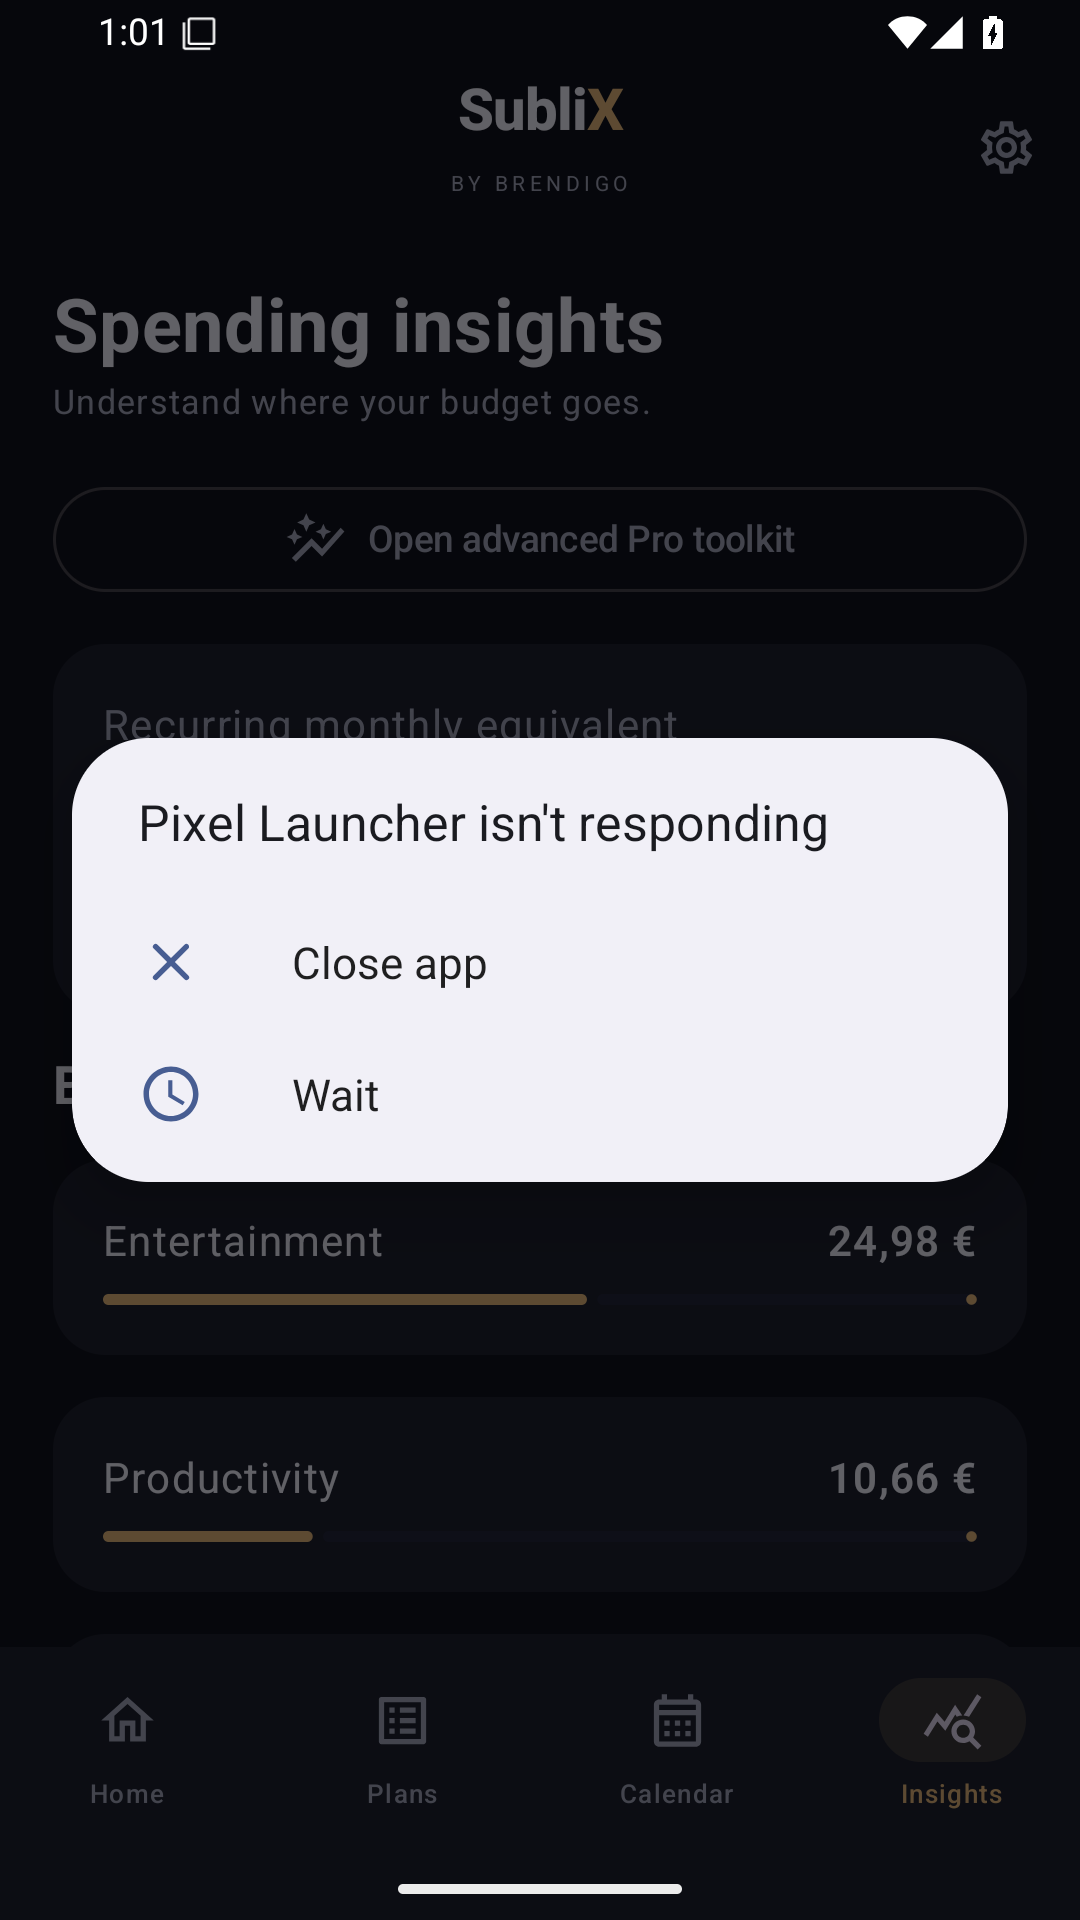 1:01
SubliX
BY BRENDIGO
Spending insights
Understand where your budget goes.
Open advanced Pro toolkit
Recurring monthly equivalent
Pixel Launcher isn't responding
Close app
Wait
Entertainment
24,98 €
Productivity
10,66 €
Home
Plans
Calendar
Insights